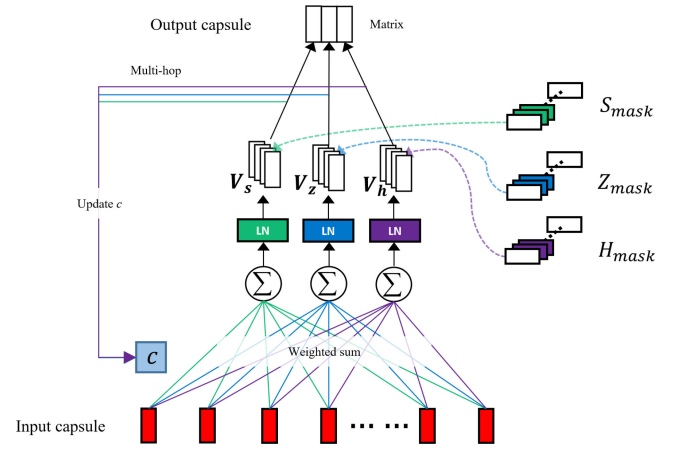 Output capsule
Matrix
Multi-hop
S_mask
V_s V_z V_h
Z_mask
Update c
LN LN LN
H_mask
∑ ∑ ∑
Weighted sum
c
Input capsule
... ...